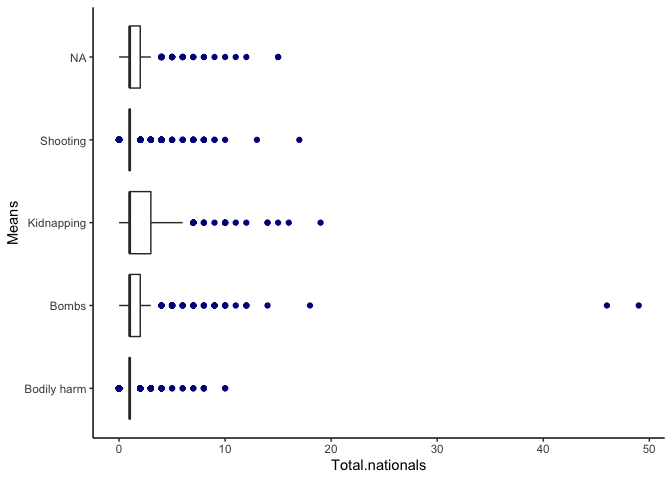 NA
Shooting
Kidnapping
Bombs
Bodily harm
Means
0 10 20 30 40 50
Total.nationals